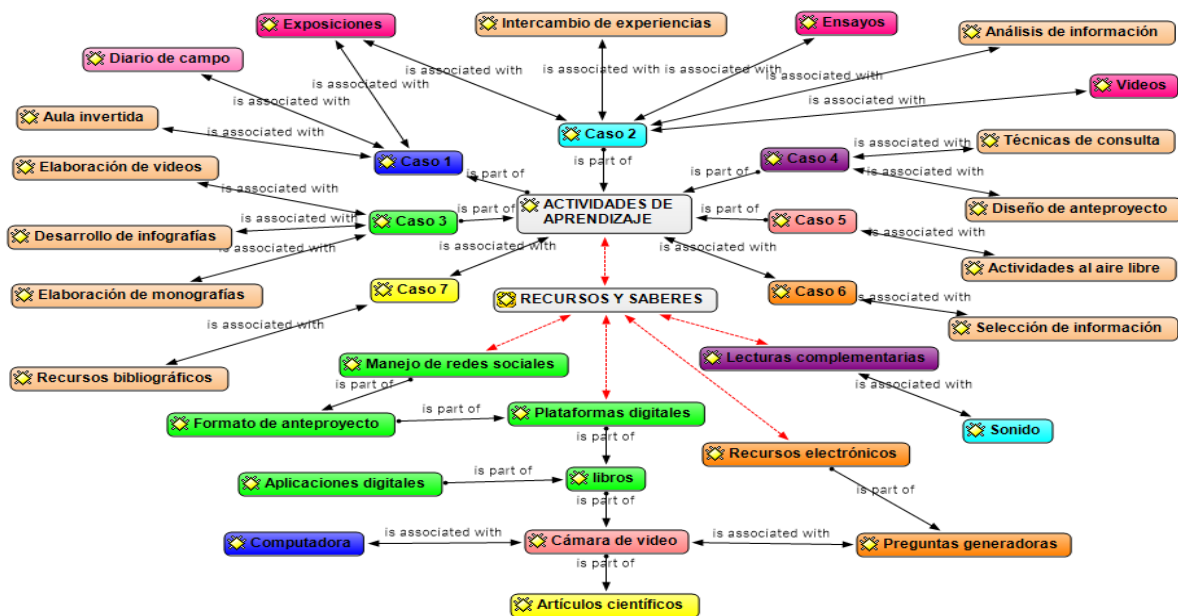 Exposiciones
Intercambio de experiencias
Ensayos
Análisis de información
Diario de campo
is associated with
is associated with
is associated with
is associated with
is associated with
Videos
is associated with
is associated with
Aula invertida
is associated with
Caso 2
Técnicas de consulta
is associated with
Elaboración de videos
Caso 1
is part of
Caso 4
is associated with
is part of
is part of
is associated with
ACTIVIDADES DE
APRENDIZAJE
Diseño de anteproyecto
is associated with
Caso 3
is part of
is part of
Caso 5
Desarrollo de infografías
is associated with
is associated with
is associated with
is associated with
Actividades al aire libre
Elaboración de monografías
Caso 7
RECURSOS Y SABERES
Caso 6
is associated with
is associated with
Selección de información
Recursos bibliográficos
Manejo de redes sociales
Lecturas complementarias
is part of
is associated with
Formato de anteproyecto
is part of
Plataformas digitales
Sonido
is part of
Recursos electrónicos
Aplicaciones digitales
is part of
libros
is part of
is part of
Computadora
is associated with
Cámara de video
is associated with
Preguntas generadoras
is part of
Artículos científicos